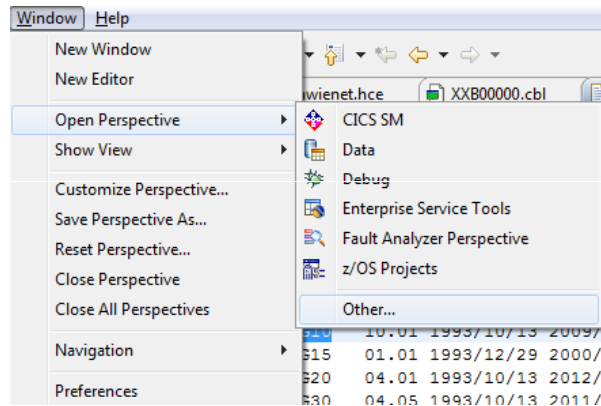 Window Help
New Window
New Editor
wienet.hce XXB00000.cbl
Open Perspective
CICS SM
Show View
Data
Debug
Customize Perspective...
Enterprise Service Tools
Save Perspective As...
Fault Analyzer Perspective
Reset Perspective...
z/OS Projects
Close Perspective
Close All Perspectives
Other...
G10 10.01 1993/10/13 2009/
Navigation
G15 01.01 1993/12/29 2000/
G20 04.01 1993/10/13 2012/
Preferences
G30 04.05 1993/10/13 2011/